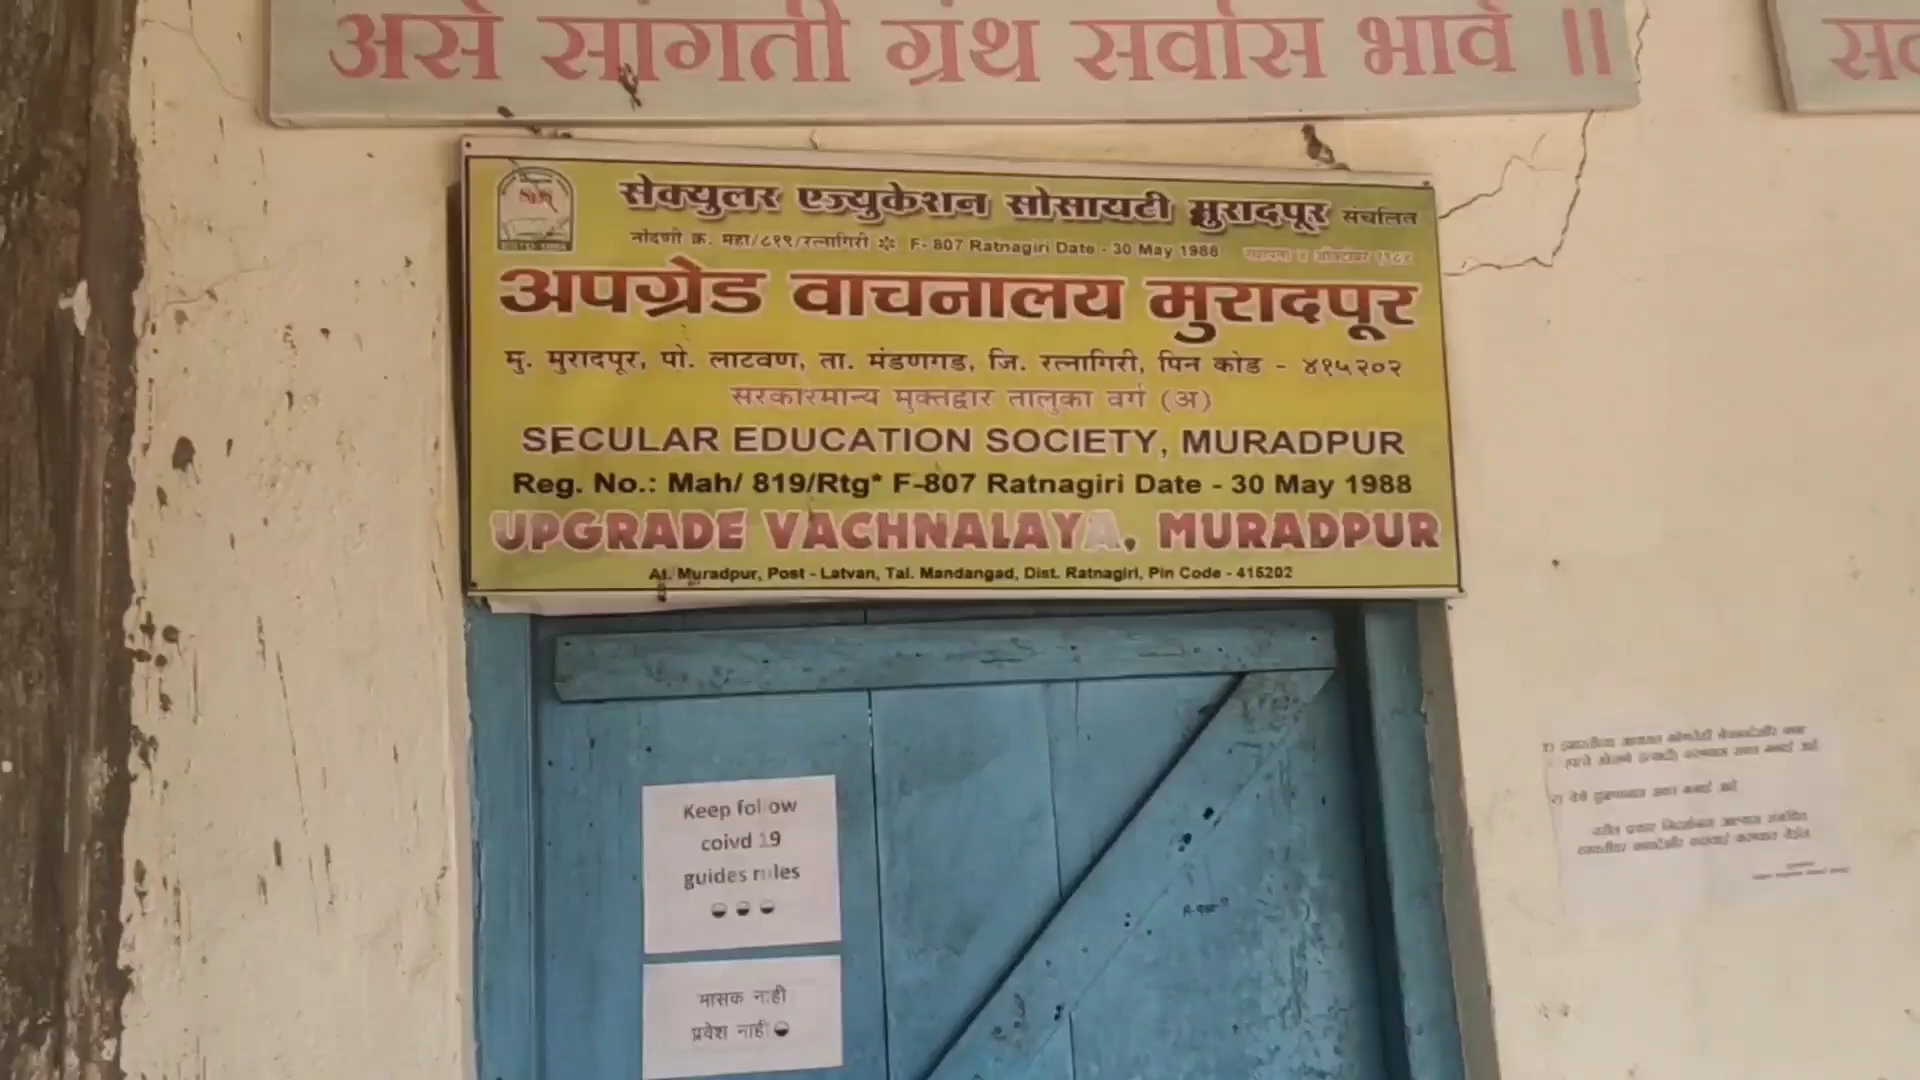 असे सांगती ग्रंथ सर्वांस भावे ॥
सेक्युलर एज्युकेशन सोसायटी मुरादपूर संचलित
नोंदणी क्र. महा/८१९/रत्नागिरी ❇ F- 807 Ratnagiri Date - 30 May 1988
अपग्रेड वाचनालय मुरादपूर
मु. मुरादपूर, पो. लाटवण, ता. मंडणगड, जि. रत्नागिरी, पिन कोड - ४१५२०२
सरकारमान्य मुक्तद्वार तालुका वर्ग (अ)
SECULAR EDUCATION SOCIETY, MURADPUR
Reg. No.: Mah/ 819/Rtg* F-807 Ratnagiri Date - 30 May 1988
UPGRADE VACHNALAYA, MURADPUR
At. Muradpur, Post - Latvan, Tal. Mandangad, Dist. Ratnagiri, Pin Code - 415202
Keep follow
coivd 19
guides rules
मासक नाही
प्रवेश नाही